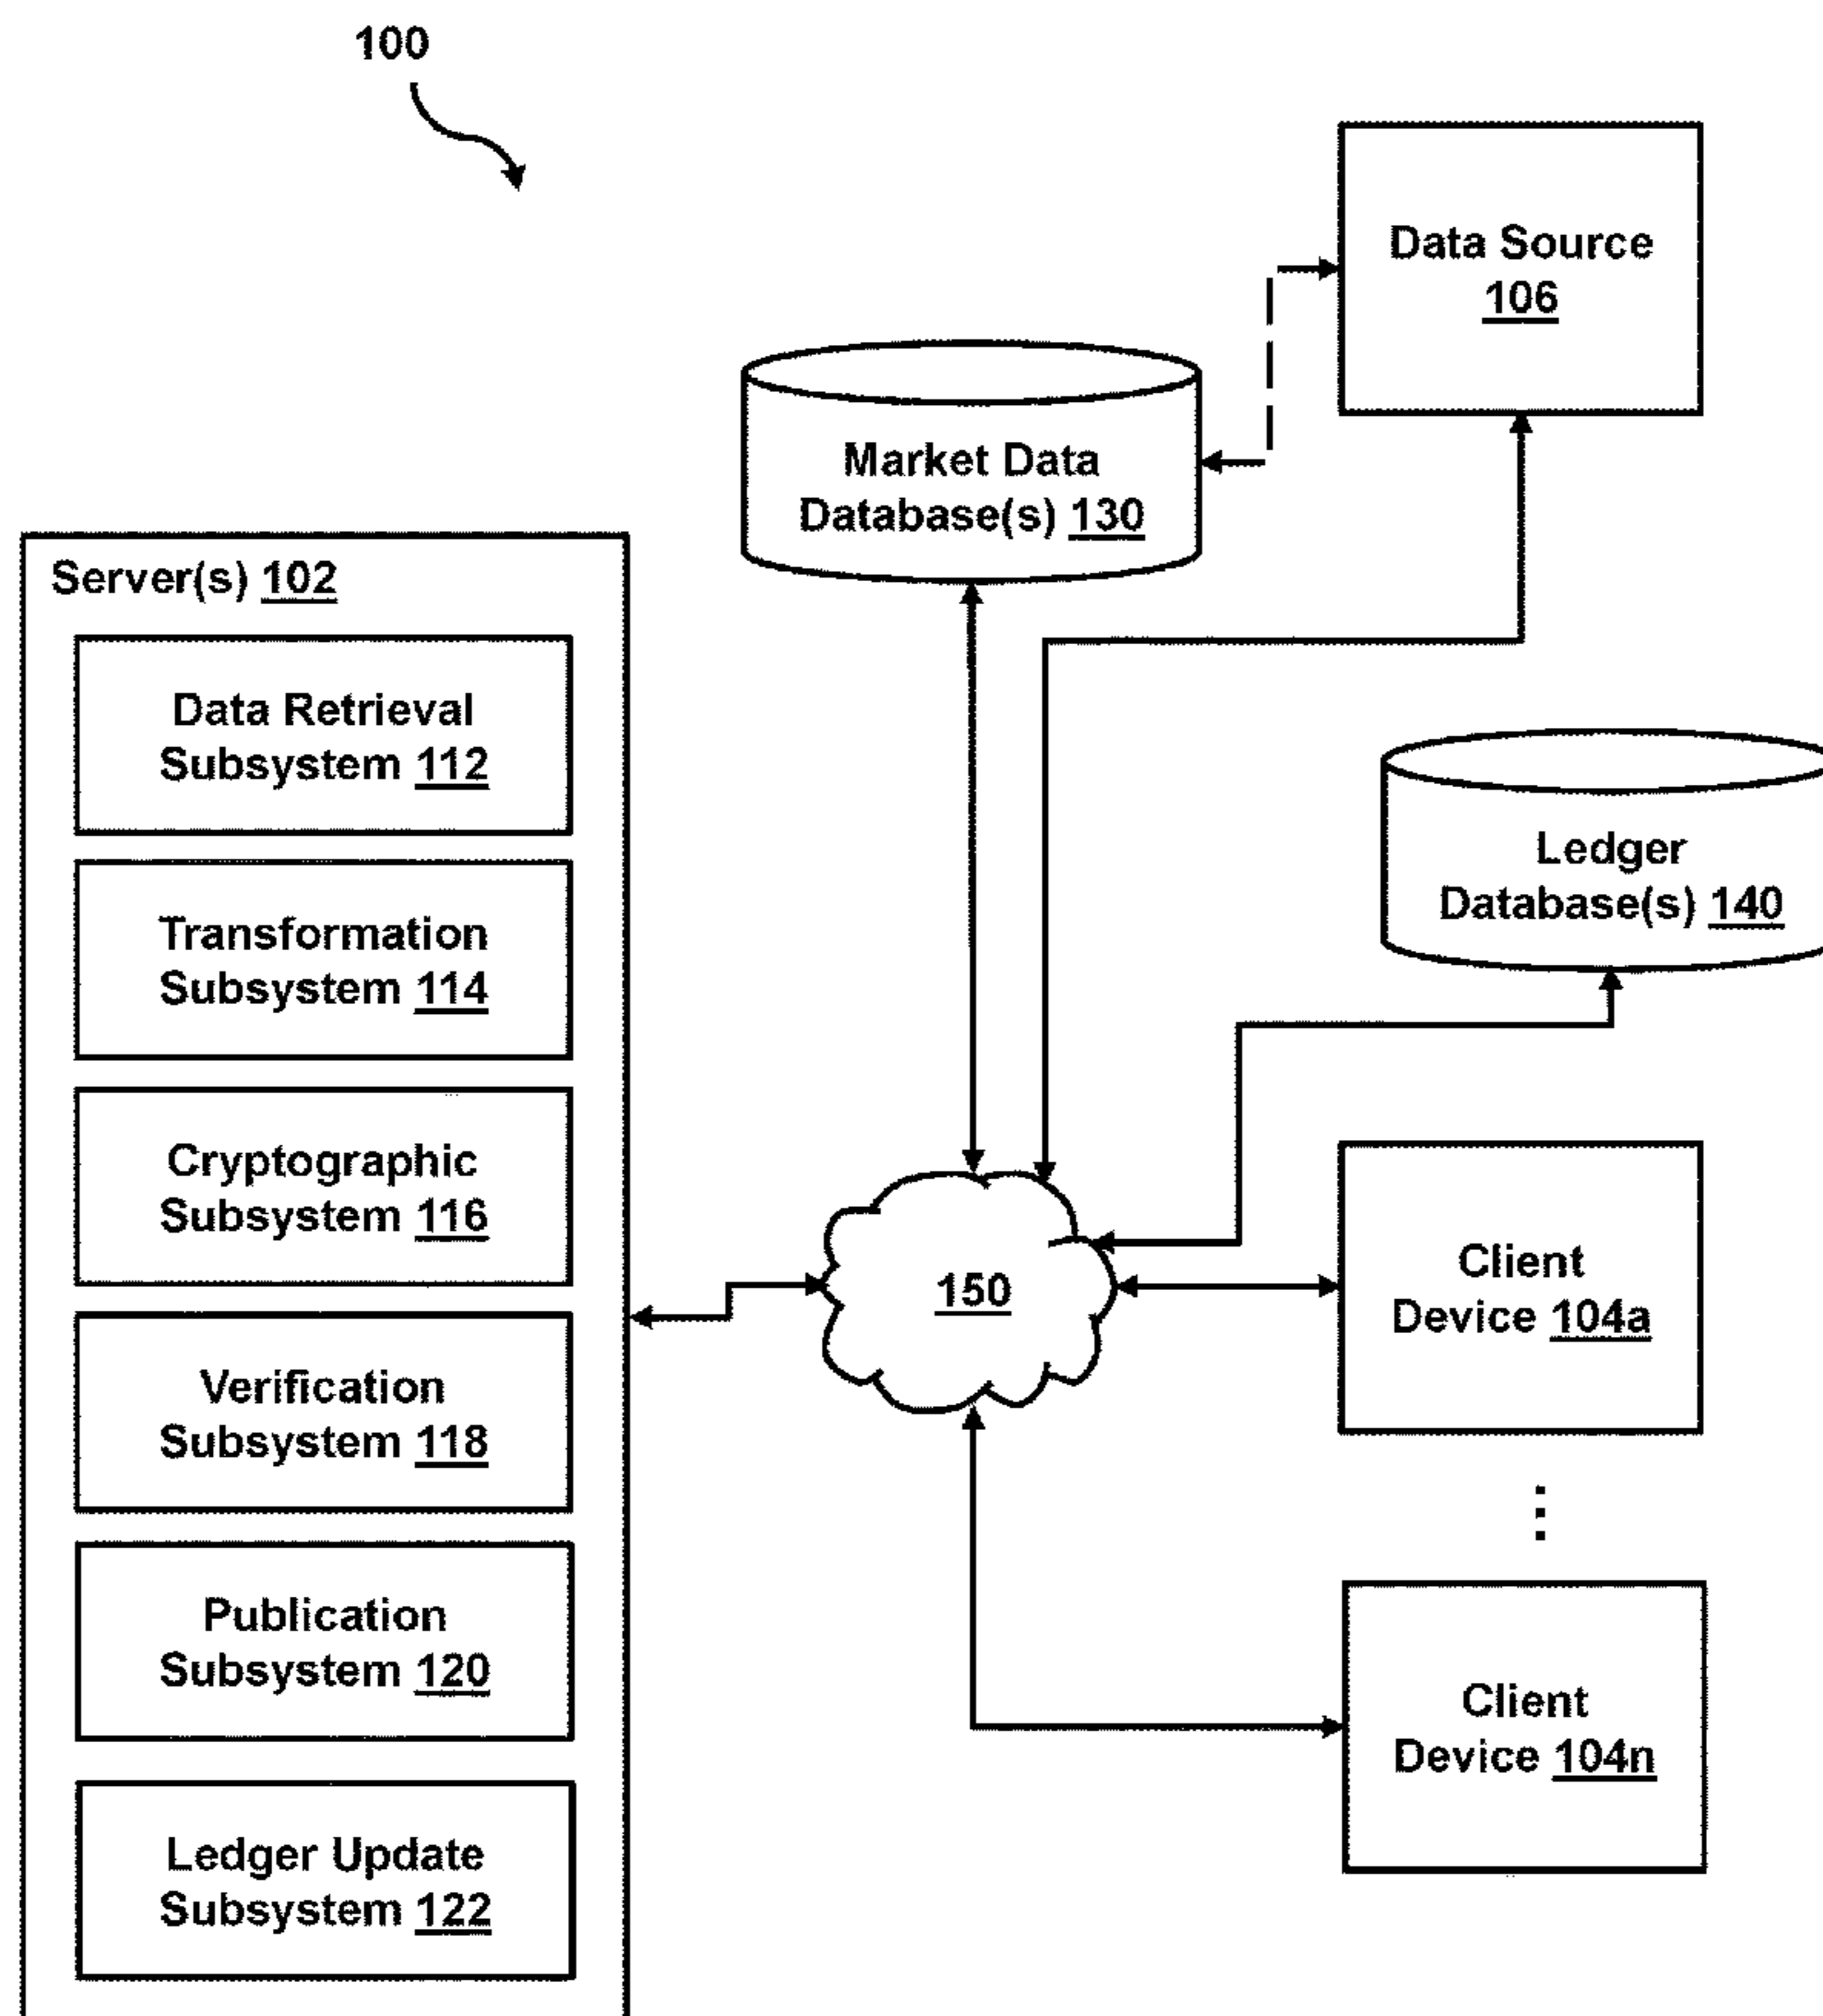 100
Data Source
106
Market Data
Database(s) 130
Server(s) 102
Data Retrieval
Subsystem 112
Transformation
Subsystem 114
Cryptographic
Subsystem 116
Verification
Subsystem 118
Publication
Subsystem 120
Ledger Update
Subsystem 122
Ledger
Database(s) 140
150
Client
Device 104a
Client
Device 104n